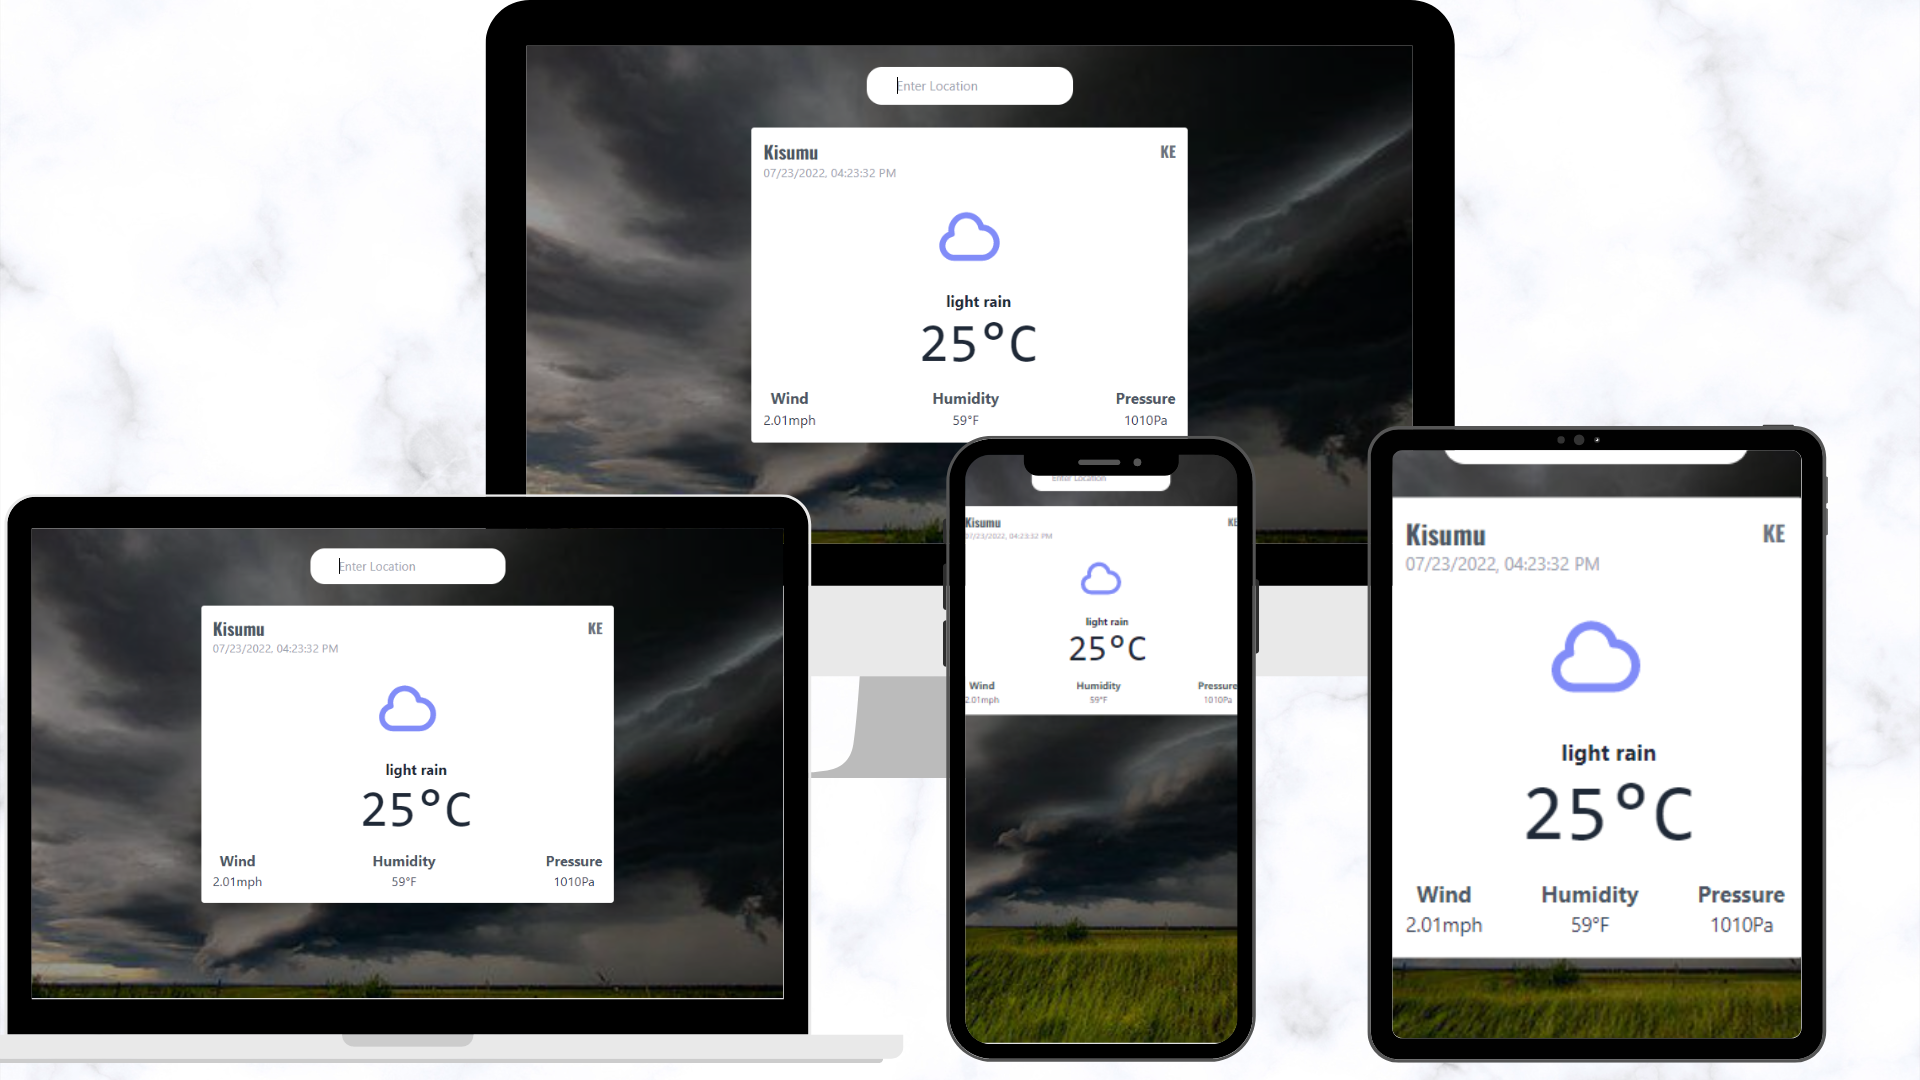 Enter Location
Kisumu KE
07/23/2022, 04:23:32 PM
light rain
25°C
Wind Humidity Pressure
2.01mph 59°F 1010Pa
Enter Location
Kisumu KE
07/23/2022, 04:23:32 PM
light rain
25°C
Wind Humidity Pressure
2.01mph 59°F 1010Pa
Enter Location
Kisumu KE
07/23/2022, 04:23:32 PM
light rain
25°C
Wind Humidity Pressure
2.01mph 59°F 1010Pa
Kisumu KE
07/23/2022, 04:23:32 PM
light rain
25°C
Wind Humidity Pressure
2.01mph 59°F 1010Pa